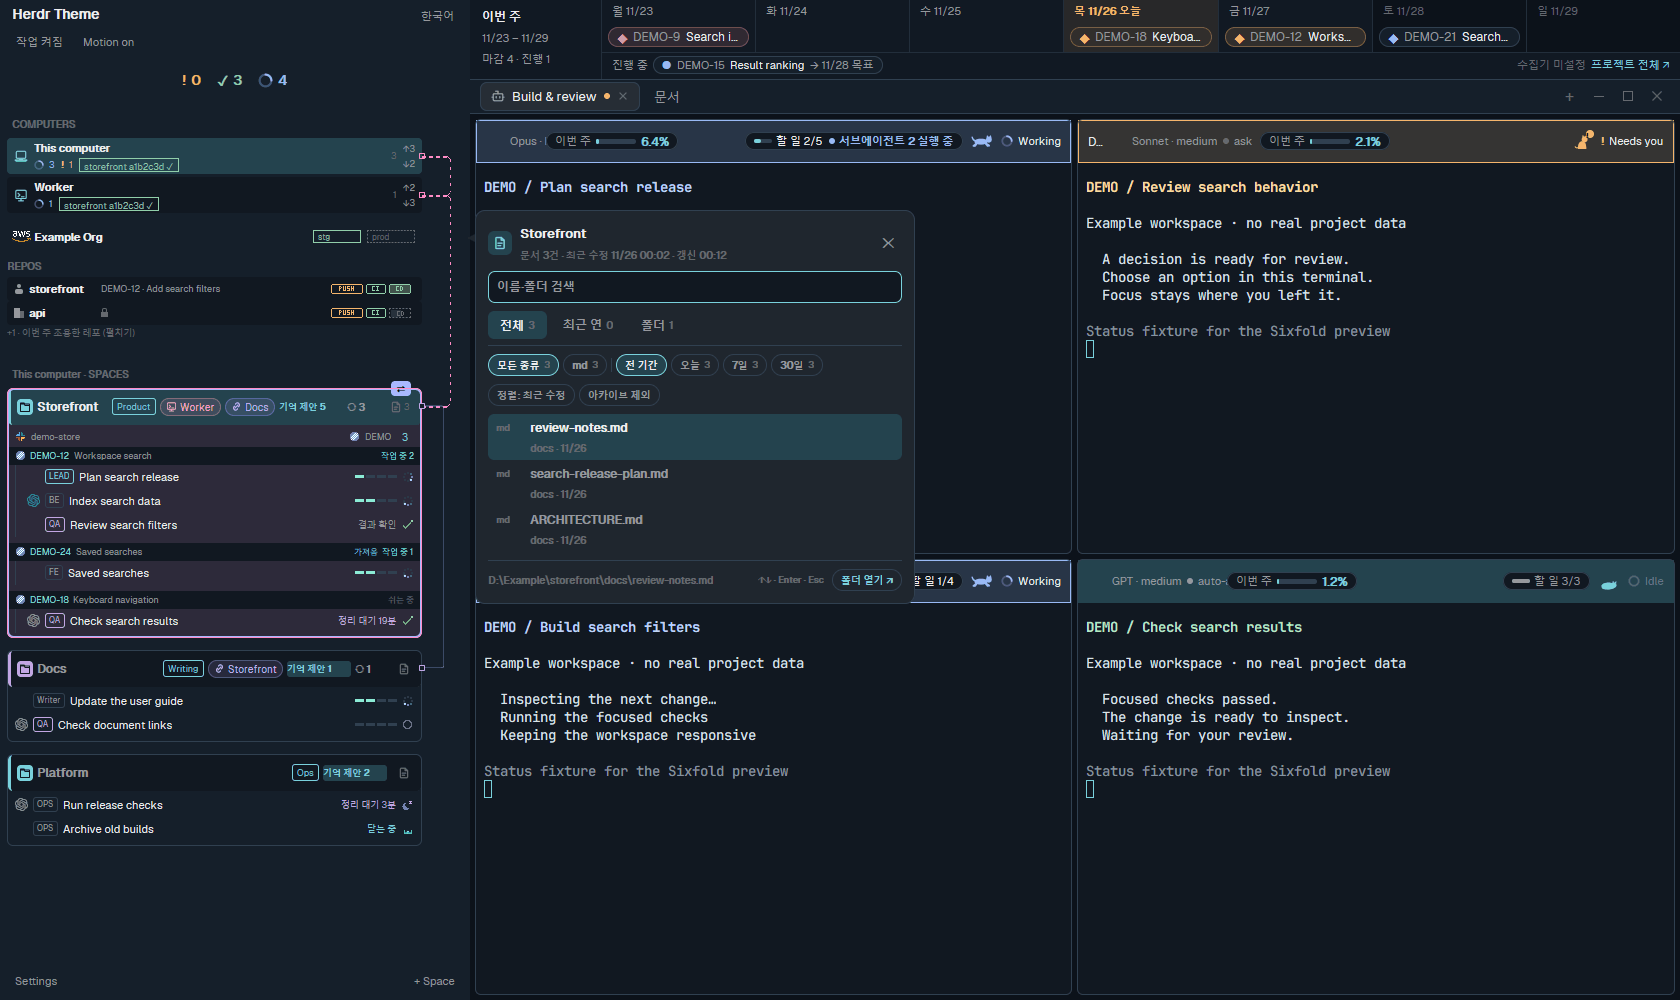 Herdr Theme
한국어
작업 켜짐 Motion on
! 0 ✓ 3 4
COMPUTERS
This computer
3 ! 1 storefront a1b2c3d ✓
3 ↑3 ↓2
Worker
1 storefront a1b2c3d ✓
1 ↑2 ↓3
aws Example Org stg prod
REPOS
storefront DEMO-12 · Add search filters PUSH CI CD
api PUSH CI CD
+1 · 이번 주 조용한 레포 (펼치기)
This computer · SPACES
Storefront Product Worker Docs 기억 제안 5 3 3
demo-store DEMO 3
DEMO-12 Workspace search 작업 중 2
LEAD Plan search release
BE Index search data
QA Review search filters 결과 확인 ✓
DEMO-24 Saved searches 가져옴 작업 중 1
FE Saved searches
DEMO-18 Keyboard navigation 쉬는 중
QA Check search results 정리 대기 19분 ✓
Docs Writing Storefront 기억 제안 1 1
Writer Update the user guide
QA Check document links
Platform Ops 기억 제안 2
OPS Run release checks 정리 대기 3분
OPS Archive old builds 닫는 중
Settings + Space
이번 주
11/23 – 11/29
마감 4 · 진행 1
월 11/23
DEMO-9 Search i...
화 11/24
수 11/25
목 11/26 오늘
DEMO-18 Keyboa...
금 11/27
DEMO-12 Works...
토 11/28
DEMO-21 Search...
일 11/29
진행 중 DEMO-15 Result ranking → 11/28 목표
수집기 미설정 프로젝트 전체 ↗
Build & review × 문서
Opus · 이번 주 6.4% 할 일 2/5 서브에이전트 2 실행 중 Working
DEMO / Plan search release
D... Sonnet · medium ask 이번 주 2.1% ! Needs you
DEMO / Review search behavior
Example workspace · no real project data
A decision is ready for review.
Choose an option in this terminal.
Focus stays where you left it.
Status fixture for the Sixfold preview
Storefront
문서 3건 · 최근 수정 11/26 00:02 · 갱신 00:12
이름·폴더 검색
전체 3 최근 연 0 폴더 1
모든 종류 3 md 3 전 기간 오늘 3 7일 3 30일 3
정렬: 최근 수정 아카이브 제외
md review-notes.md
docs · 11/26
md search-release-plan.md
docs · 11/26
md ARCHITECTURE.md
docs · 11/26
D:\Example\storefront\docs\review-notes.md ↑↓ · Enter · Esc 폴더 열기 ↗
할 일 1/4 Working
DEMO / Build search filters
Example workspace · no real project data
Inspecting the next change…
Running the focused checks
Keeping the workspace responsive
Status fixture for the Sixfold preview
GPT · medium auto- 이번 주 1.2% 할 일 3/3 Idle
DEMO / Check search results
Example workspace · no real project data
Focused checks passed.
The change is ready to inspect.
Waiting for your review.
Status fixture for the Sixfold preview